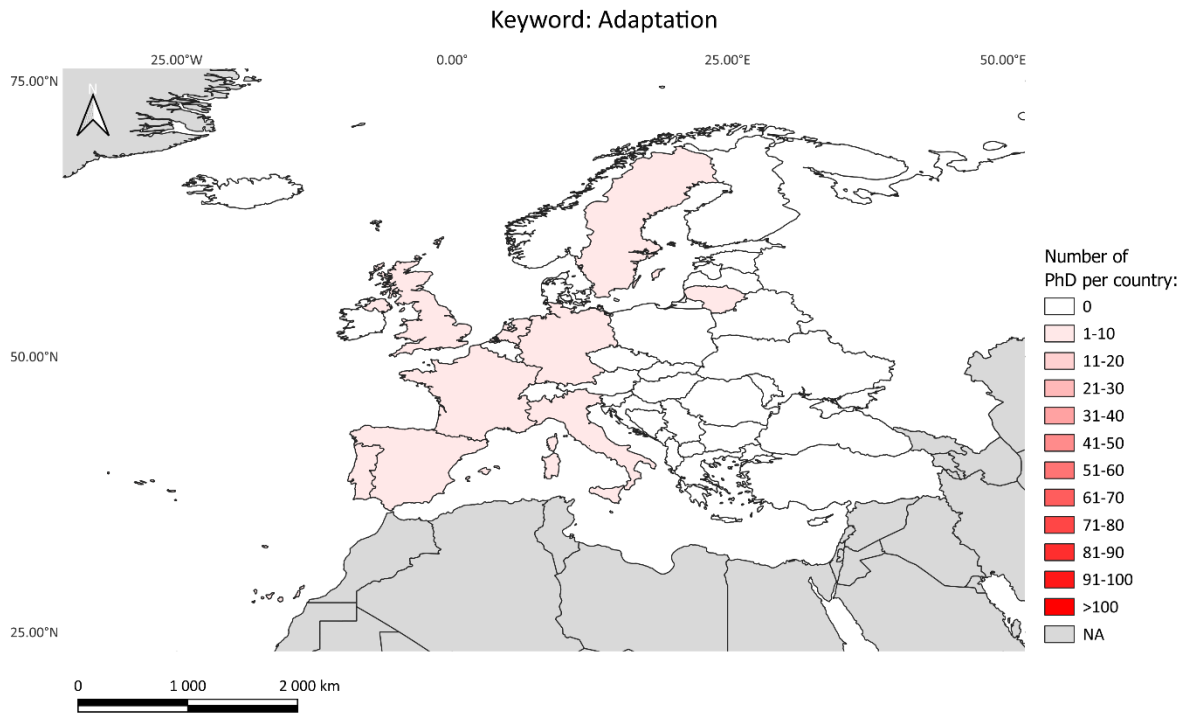 Keyword: Adaptation
25.00°W 0.00° 25.00°E 50.00°E
75.00°N
N
50.00°N
25.00°N
Number of
PhD per country:
0
1-10
11-20
21-30
31-40
41-50
51-60
61-70
71-80
81-90
91-100
>100
NA
0 1 000 2 000 km